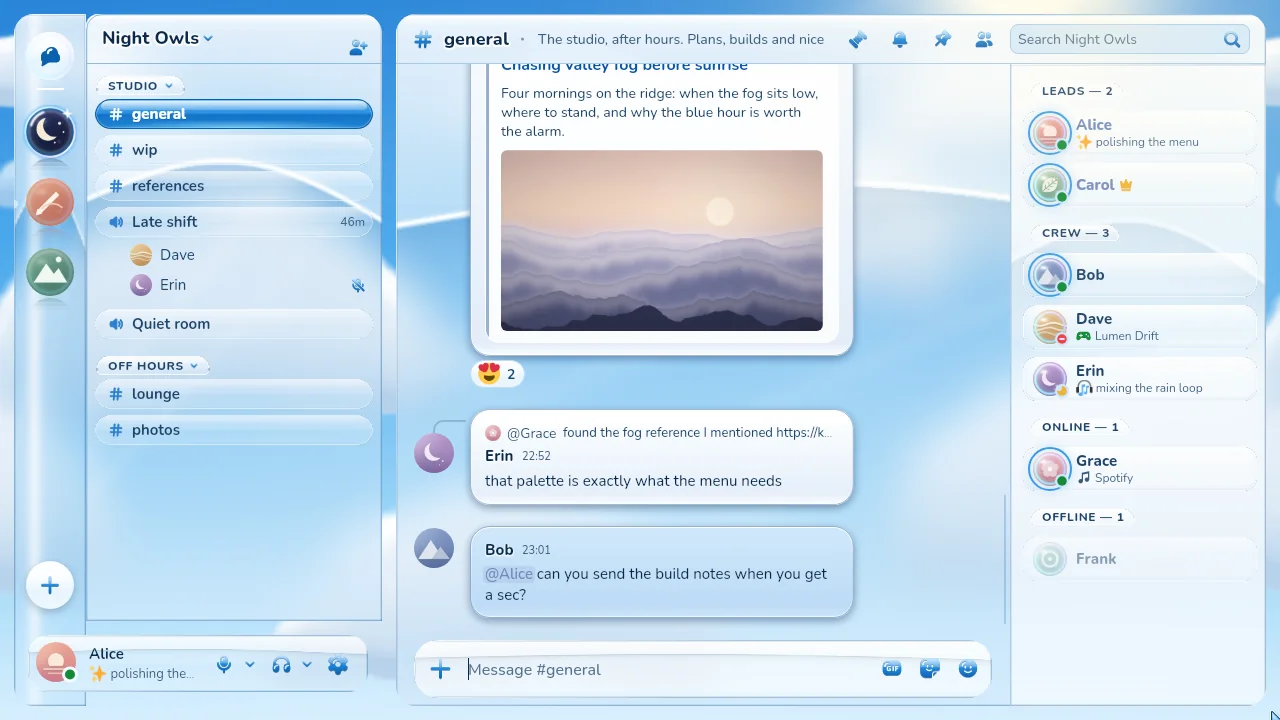 Night Owls
STUDIO
general
wip
references
Late shift 46m
Dave
Erin
Quiet room
OFF HOURS
lounge
photos
Alice
polishing the...
general • The studio, after hours. Plans, builds and nice
Search Night Owls
Chasing valley fog before sunrise
Four mornings on the ridge: when the fog sits low,
where to stand, and why the blue hour is worth
the alarm.
2
@Grace found the fog reference I mentioned https://k...
Erin 22:52
that palette is exactly what the menu needs
Bob 23:01
@Alice can you send the build notes when you get
a sec?
Message #general
GIF
LEADS — 2
Alice
polishing the menu
Carol
CREW — 3
Bob
Dave
Lumen Drift
Erin
mixing the rain loop
ONLINE — 1
Grace
Spotify
OFFLINE — 1
Frank